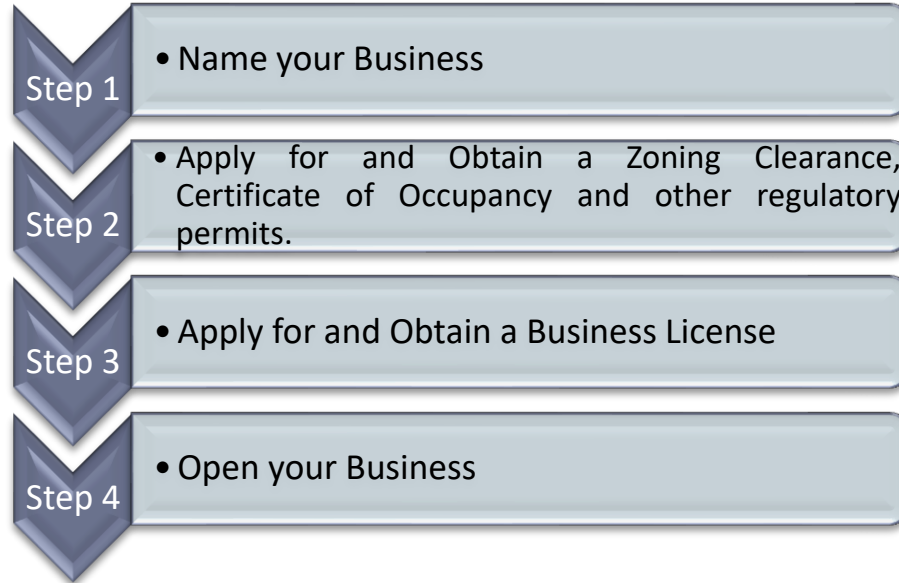 Step 1
• Name your Business
Step 2
• Apply for and Obtain a Zoning Clearance,
Certificate of Occupancy and other regulatory
permits.
Step 3
• Apply for and Obtain a Business License
Step 4
• Open your Business